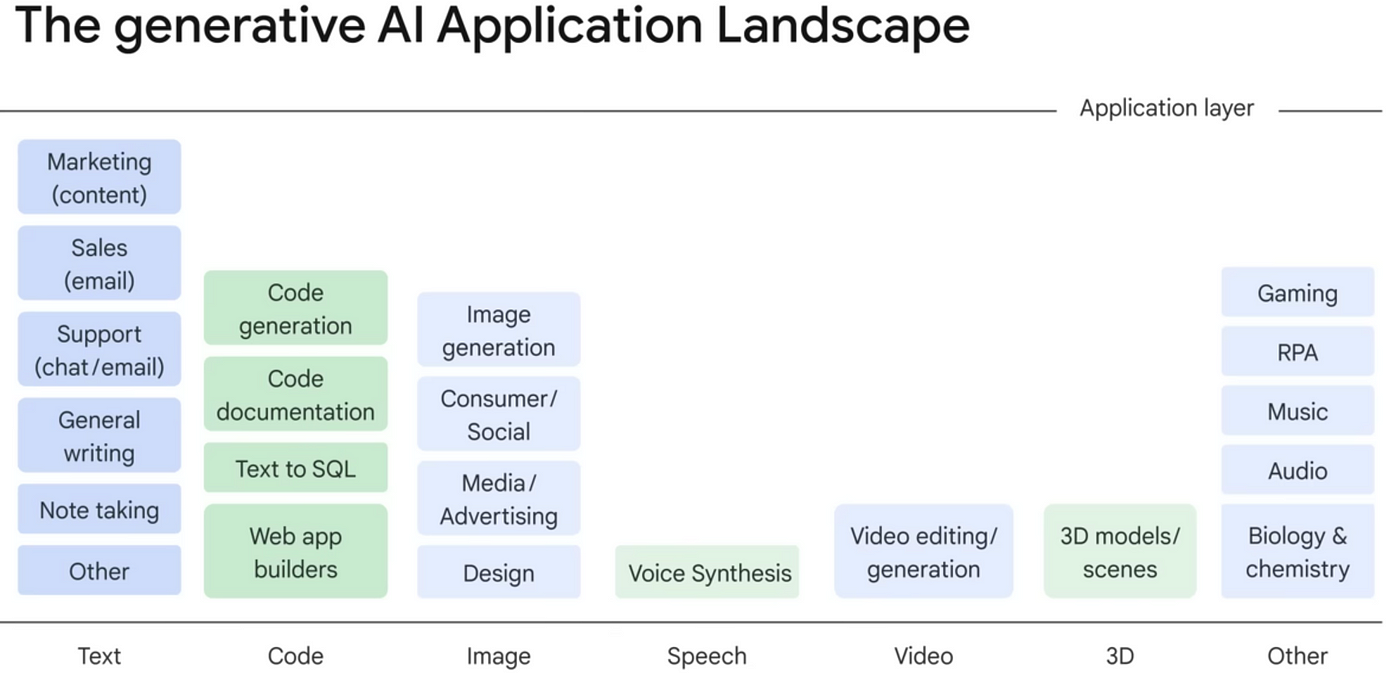 The generative AI Application Landscape
Application layer
Marketing
(content)
Sales
(email)
Support
(chat/email)
General
writing
Note taking
Other
Text
Code
generation
Code
documentation
Text to SQL
Web app
builders
Code
Image
generation
Consumer/
Social
Media/
Advertising
Design
Image
Voice Synthesis
Speech
Video editing/
generation
Video
3D models/
scenes
3D
Gaming
RPA
Music
Audio
Biology &
chemistry
Other